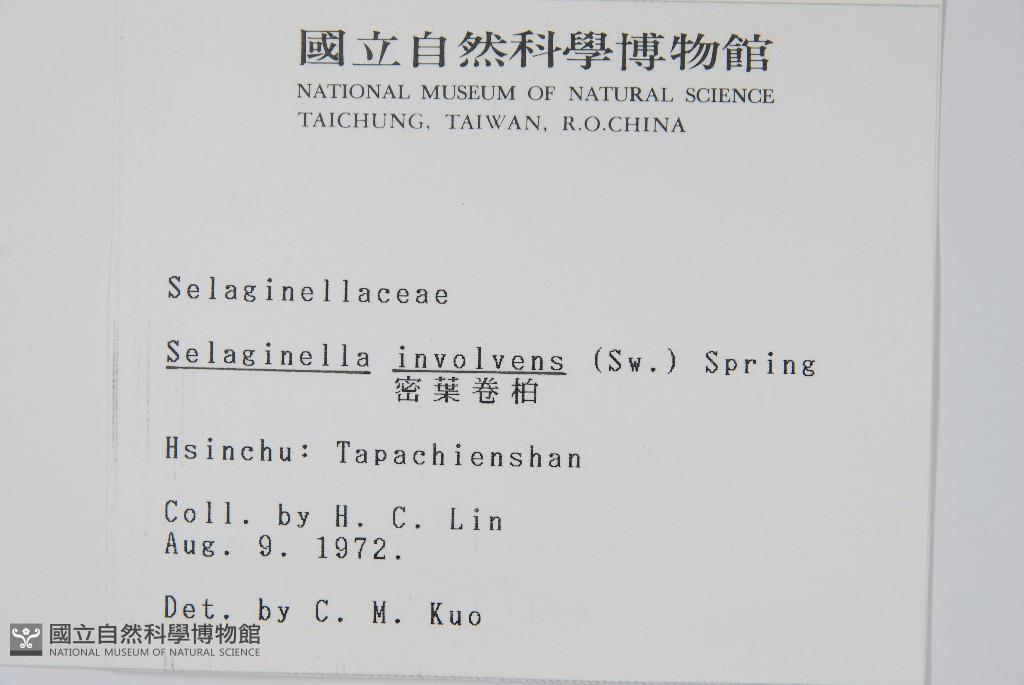 國立自然科學博物館
NATIONAL MUSEUM OF NATURAL SCIENCE
TAICHUNG, TAIWAN, R.O.CHINA
Selaginellaceae
Selaginella involvens (Sw.) Spring
密葉卷柏
Hsinchu: Tapachienshan
Coll. by H. C. Lin
Aug. 9. 1972.
Det. by C. M. Kuo
國立自然科學博物館
NATIONAL MUSEUM OF NATURAL SCIENCE